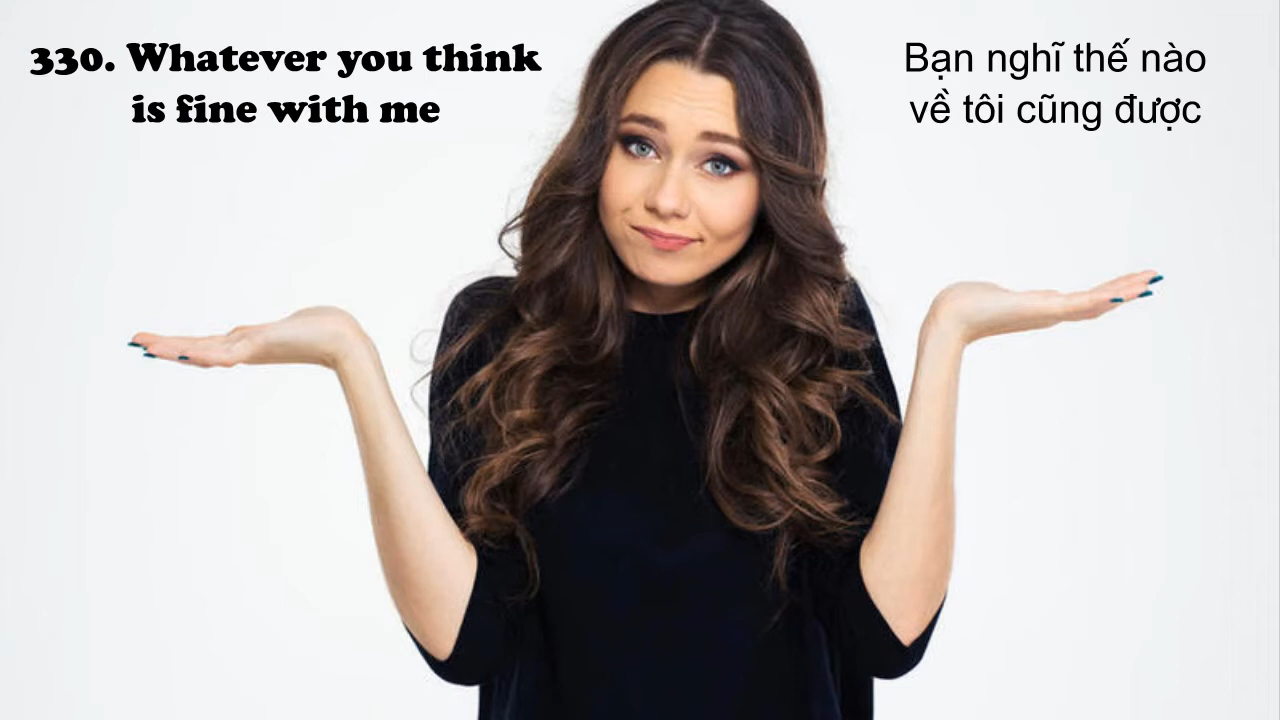 330. Whatever you think
is fine with me
Bạn nghĩ thế nào
về tôi cũng được